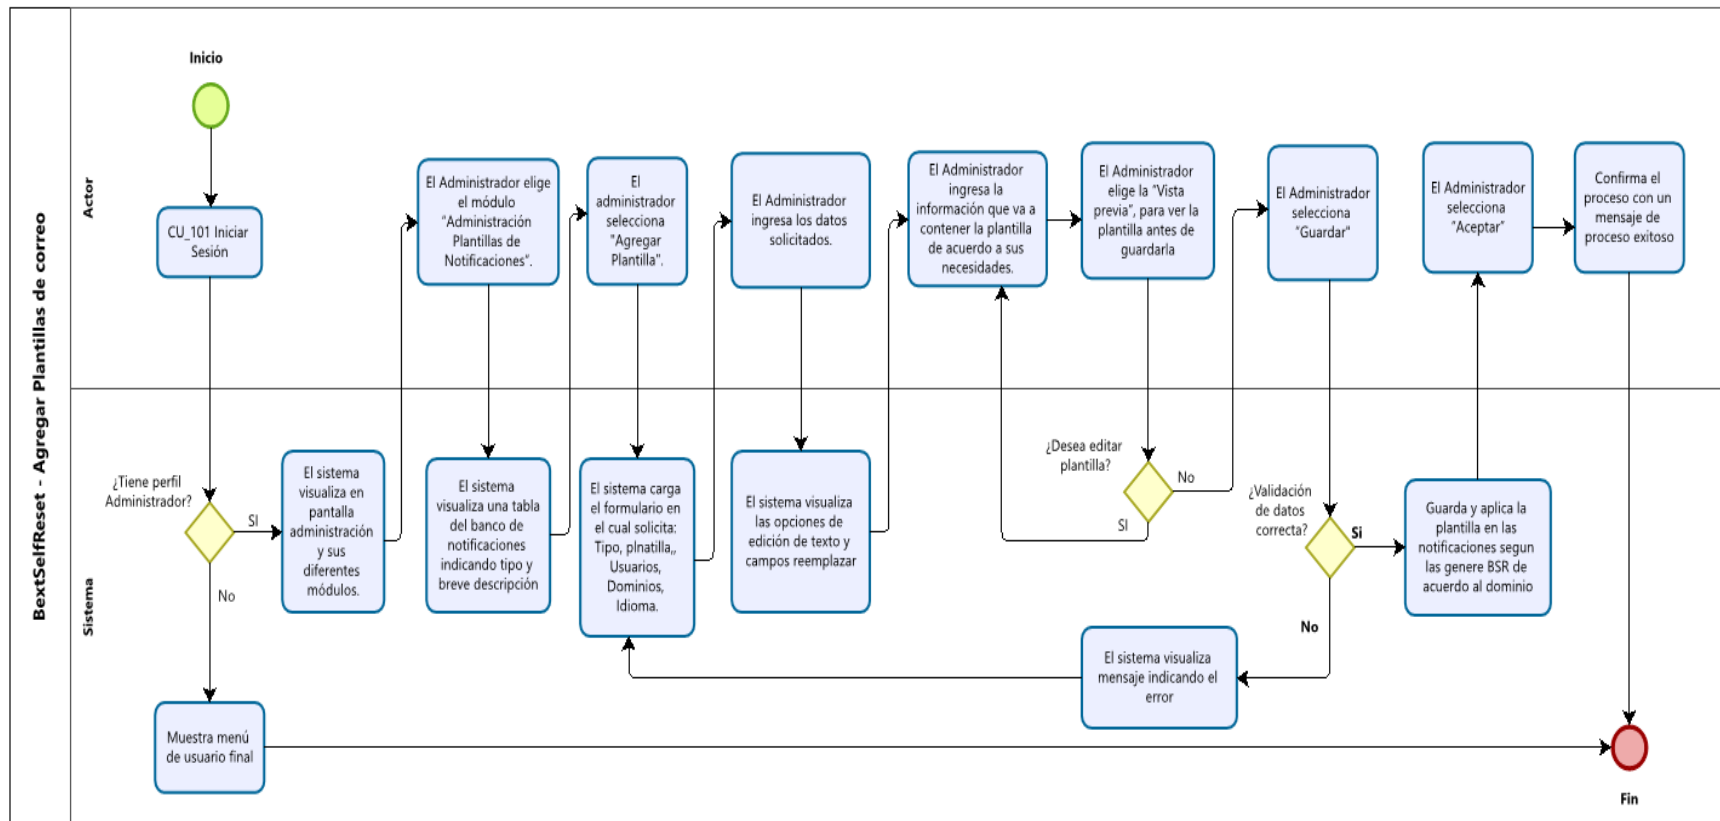 BextSelfReset - Agregar Plantillas de correo
Actor
Inicio
CU_101 Iniciar
Sesión
El Administrador elige
el módulo
“Administración
Plantillas de
Notificaciones”.
El
administrador
selecciona
"Agregar
Plantilla".
El Administrador
ingresa los datos
solicitados.
El Administrador
ingresa la
información que va a
contener la plantilla
de acuerdo a sus
necesidades.
El Administrador
elige la “Vista
previa”, para ver la
plantilla antes de
guardarla
El Administrador
selecciona
“Guardar”
El Administrador
selecciona
“Aceptar”
Confirma el
proceso con un
mensaje de
proceso exitoso
Sistema
¿Tiene perfil
Administrador?
SI
No
El sistema
visualiza en
pantalla
administración
y sus
diferentes
módulos.
El sistema
visualiza una tabla
del banco de
notificaciones
indicando tipo y
breve descripción
El sistema carga
el formulario en
el cual solicita:
Tipo, plnatilla,,
Usuarios,
Dominios,
Idioma.
El sistema visualiza
las opciones de
edición de texto y
campos reemplazar
¿Desea editar
plantilla?
No
SI
¿Validación
de datos
correcta?
Si
No
Guarda y aplica la
plantilla en las
notificaciones segun
las genere BSR de
acuerdo al dominio
El sistema visualiza
mensaje indicando el
error
Muestra menú
de usuario final
Fin